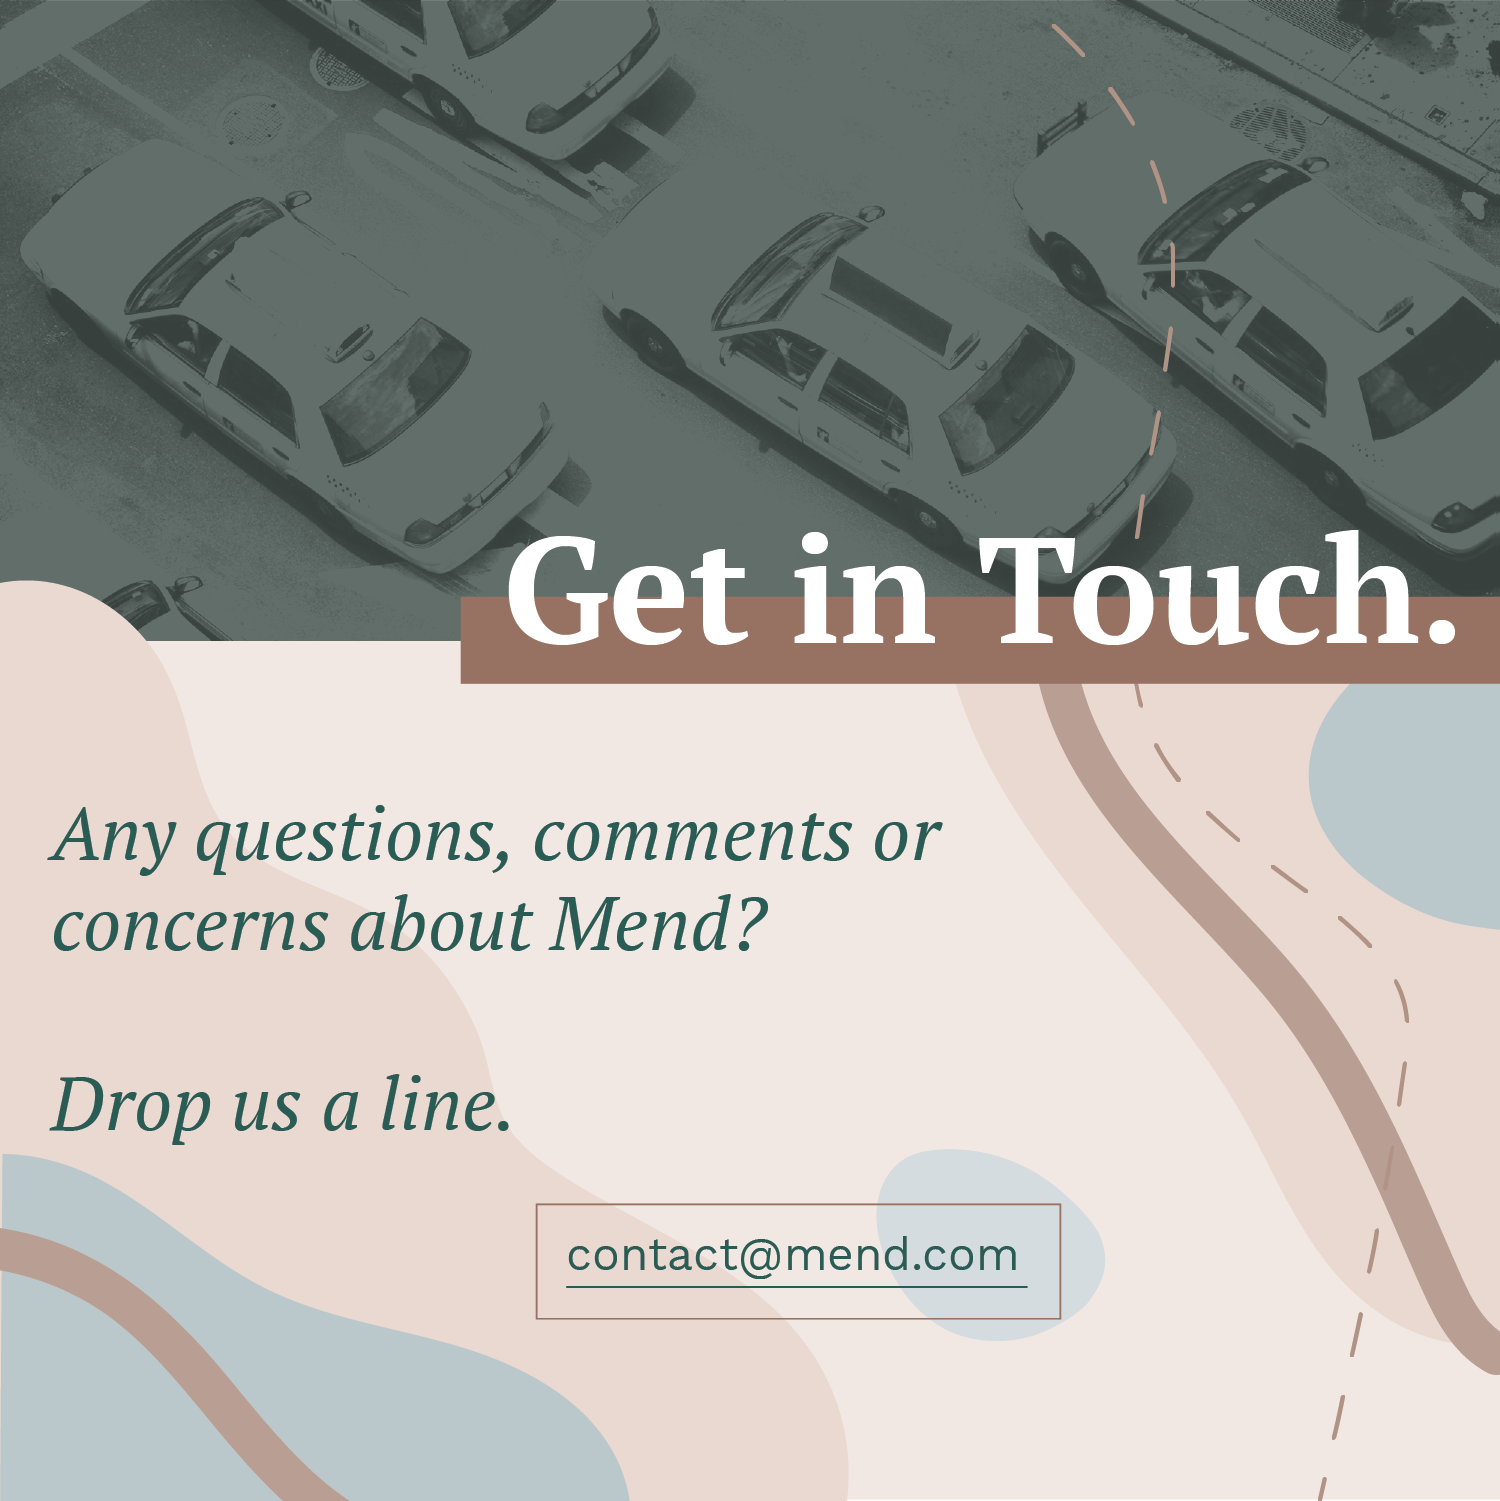 Get in Touch.
Any questions, comments or
concerns about Mend?
Drop us a line.
contact@mend.com